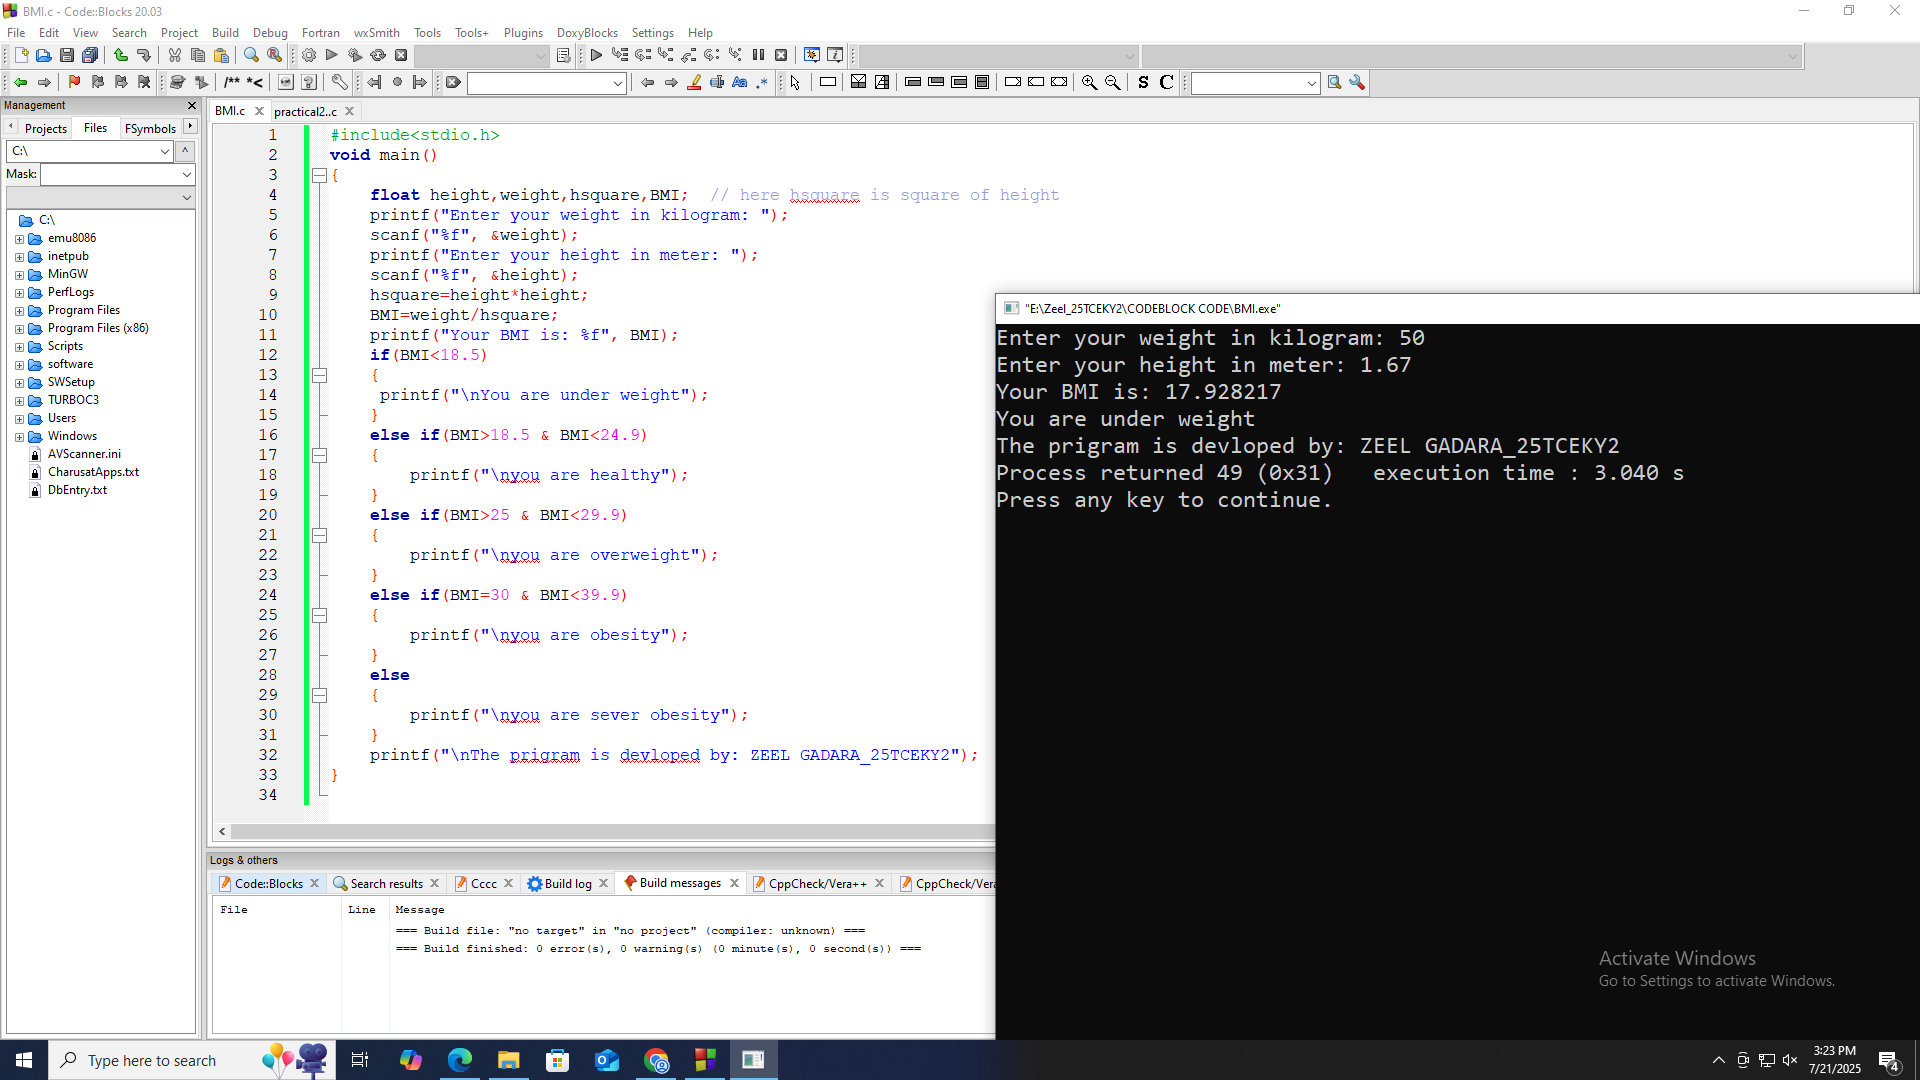 BMI.c - Code::Blocks 20.03
File Edit View Search Project Build Debug Fortran wxSmith Tools Tools+ Plugins DoxyBlocks Settings Help
/** *< Aa .* S C
Management
Projects Files FSymbols
C:\
Mask:
C:\
emu8086
inetpub
MinGW
PerfLogs
Program Files
Program Files (x86)
Scripts
software
SWSetup
TURBOC3
Users
Windows
AVScanner.ini
CharusatApps.txt
DbEntry.txt
BMI.c practical2..c
1 #include<stdio.h>
2 void main()
3 {
4 float height,weight,hsquare,BMI; // here hsquare is square of height
5 printf("Enter your weight in kilogram: ");
6 scanf("%f", &weight);
7 printf("Enter your height in meter: ");
8 scanf("%f", &height);
9 hsquare=height*height;
10 BMI=weight/hsquare;
11 printf("Your BMI is: %f", BMI);
12 if(BMI<18.5)
13 {
14 printf("\nYou are under weight");
15 }
16 else if(BMI>18.5 & BMI<24.9)
17 {
18 printf("\nyou are healthy");
19 }
20 else if(BMI>25 & BMI<29.9)
21 {
22 printf("\nyou are overweight");
23 }
24 else if(BMI=30 & BMI<39.9)
25 {
26 printf("\nyou are obesity");
27 }
28 else
29 {
30 printf("\nyou are sever obesity");
31 }
32 printf("\nThe prigram is devloped by: ZEEL GADARA_25TCEKY2");
33 }
34
"E:\Zeel_25TCEKY2\CODEBLOCK CODE\BMI.exe"
Enter your weight in kilogram: 50
Enter your height in meter: 1.67
Your BMI is: 17.928217
You are under weight
The prigram is devloped by: ZEEL GADARA_25TCEKY2
Process returned 49 (0x31) execution time : 3.040 s
Press any key to continue.
Logs & others
Code::Blocks Search results Cccc Build log Build messages CppCheck/Vera++ CppCheck/Vera
File Line Message
=== Build file: "no target" in "no project" (compiler: unknown) ===
=== Build finished: 0 error(s), 0 warning(s) (0 minute(s), 0 second(s)) ===
Activate Windows
Go to Settings to activate Windows.
Type here to search
3:23 PM
7/21/2025
4